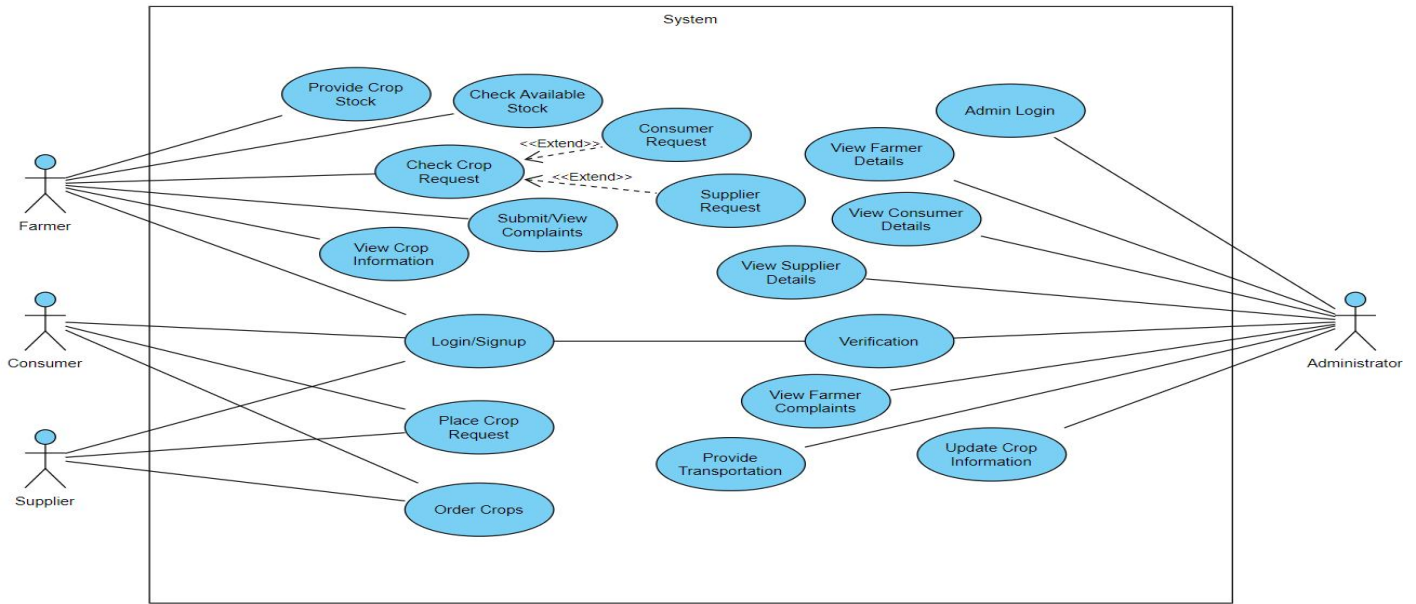 System
Provide Crop
Stock
Check Available
Stock
Admin Login
Consumer
Request
<<Extend>>
View Farmer
Details
Check Crop
Request
<<Extend>>
Supplier
Request
Farmer
Submit/View
Complaints
View Consumer
Details
View Crop
Information
View Supplier
Details
Consumer
Login/Signup
Verification
Administrator
View Farmer
Complaints
Place Crop
Request
Provide
Transportation
Update Crop
Information
Supplier
Order Crops